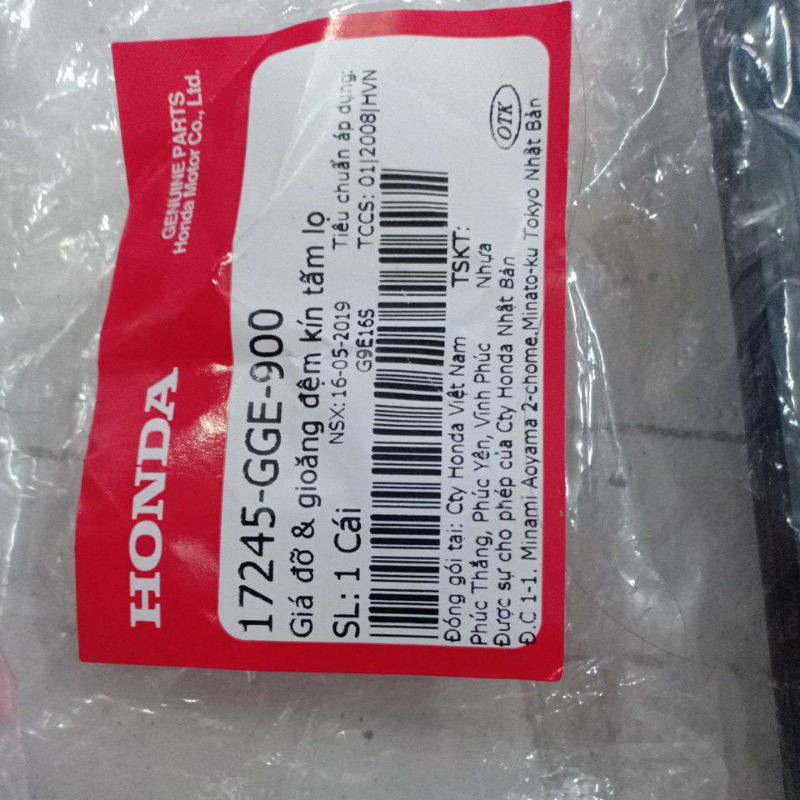 HONDA
GENUINE PARTS
Honda Motor Co., Ltd.
17245-GGE-900
Giá đỡ & gioăng đệm kín tấm lọ
NSX:16-05-2019
Tiểu chuẩn áp dụng:
SL: 1 Cái
G9E16S
TCCS: 01|2008|HVN
Đóng gói tại: Cty Honda Việt Nam
TSKT:
Phúc Thắng, Phúc Yên, Vĩnh Phúc
Nhựa
Được sự cho phép của Cty Honda Nhật Bản
Đ.C 1-1. Minami Aoyama 2-chome.Minato-ku Tokyo Nhật Bản
OTK